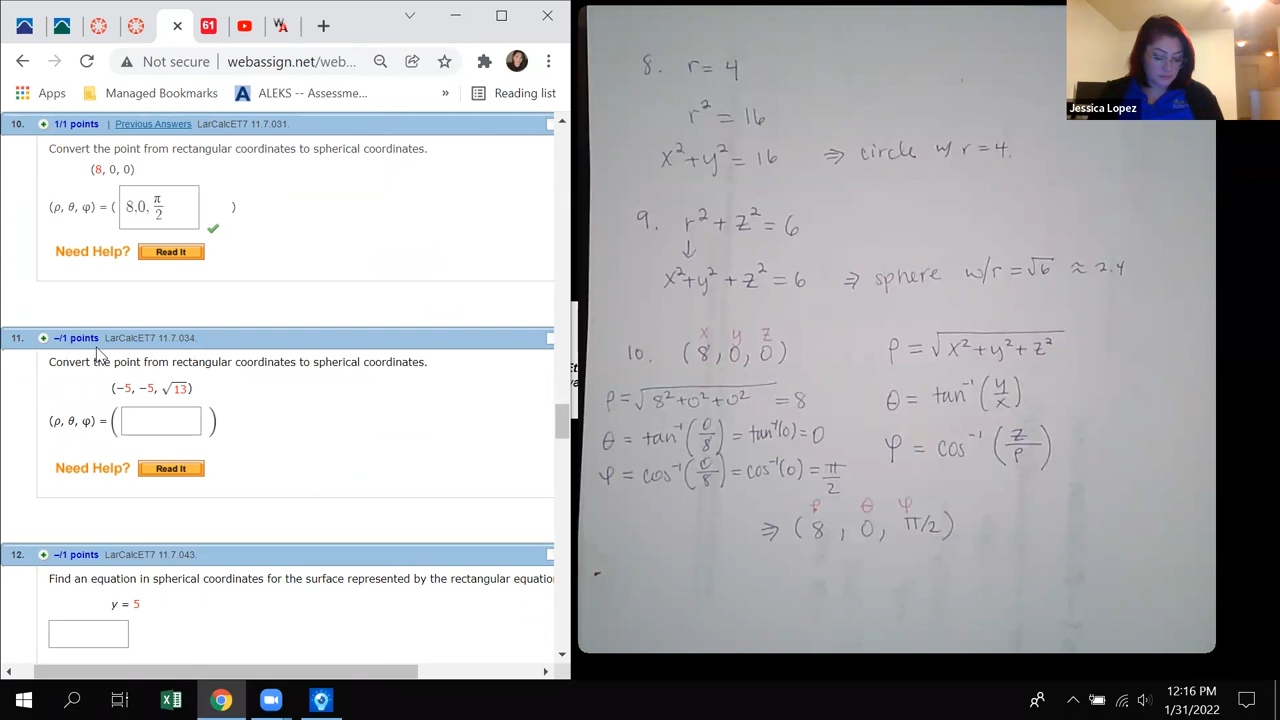 61
Not secure
webassign.net/web...
Apps
Managed Bookmarks
ALEKS -- Assessme...
»
Reading list
10.
1/1 points | Previous Answers LarCalcET7 11.7.031.
Convert the point from rectangular coordinates to spherical coordinates.
(8, 0, 0)
(ρ, θ, φ) = ( 8.0, π/2 )
Need Help? Read It
11.
–/1 points LarCalcET7 11.7.034.
Convert the point from rectangular coordinates to spherical coordinates.
(−5, −5, √13)
(ρ, θ, φ) = ( )
Need Help? Read It
12.
–/1 points LarCalcET7 11.7.043.
Find an equation in spherical coordinates for the surface represented by the rectangular equatio
y = 5
8. r = 4
r² = 16
x² + y² = 16 ⇒ circle w/ r = 4.
9. r² + z² = 6
↓
x² + y² + z² = 6 ⇒ sphere w/ r = √6 ≈ 2.4
x y z
10. (8, 0, 0)
ρ = √8² + 0² + 0² = 8
θ = tan⁻¹(0/8) = tan⁻¹(0) = 0
φ = cos⁻¹(0/8) = cos⁻¹(0) = π/2
ρ = √x² + y² + z²
θ = tan⁻¹(y/x)
φ = cos⁻¹(z/ρ)
ρ θ φ
⇒ (8, 0, π/2)
Jessica Lopez
12:16 PM
1/31/2022